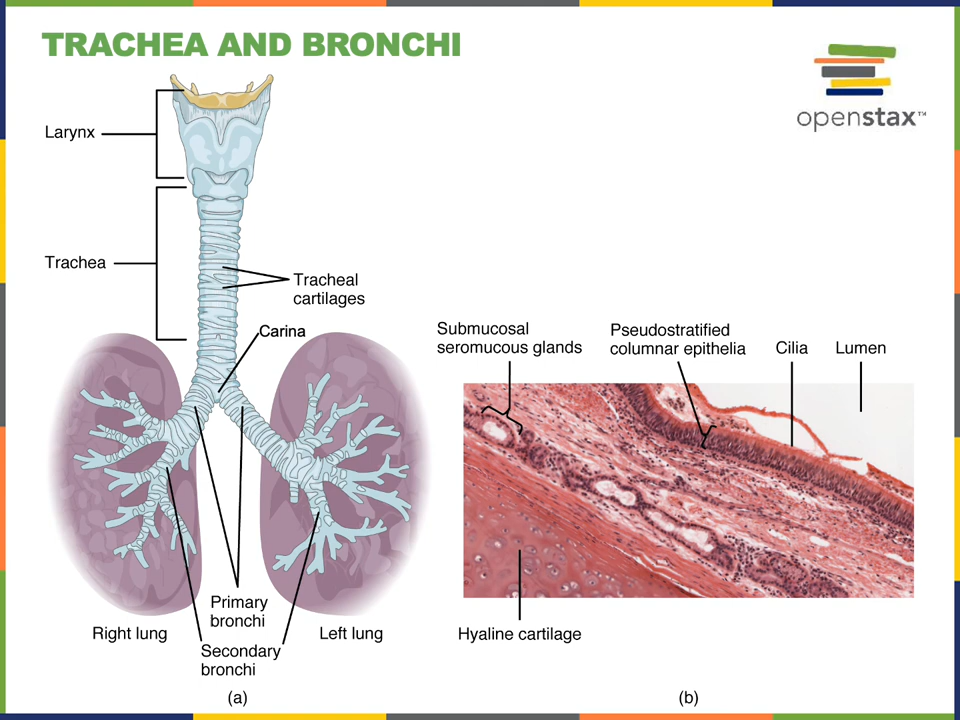 TRACHEA AND BRONCHI
openstax™
Larynx
Trachea
Tracheal
cartilages
Carina
Primary
bronchi
Right lung
Left lung
Secondary
bronchi
(a)
Submucosal
seromucous glands
Pseudostratified
columnar epithelia
Cilia
Lumen
Hyaline cartilage
(b)